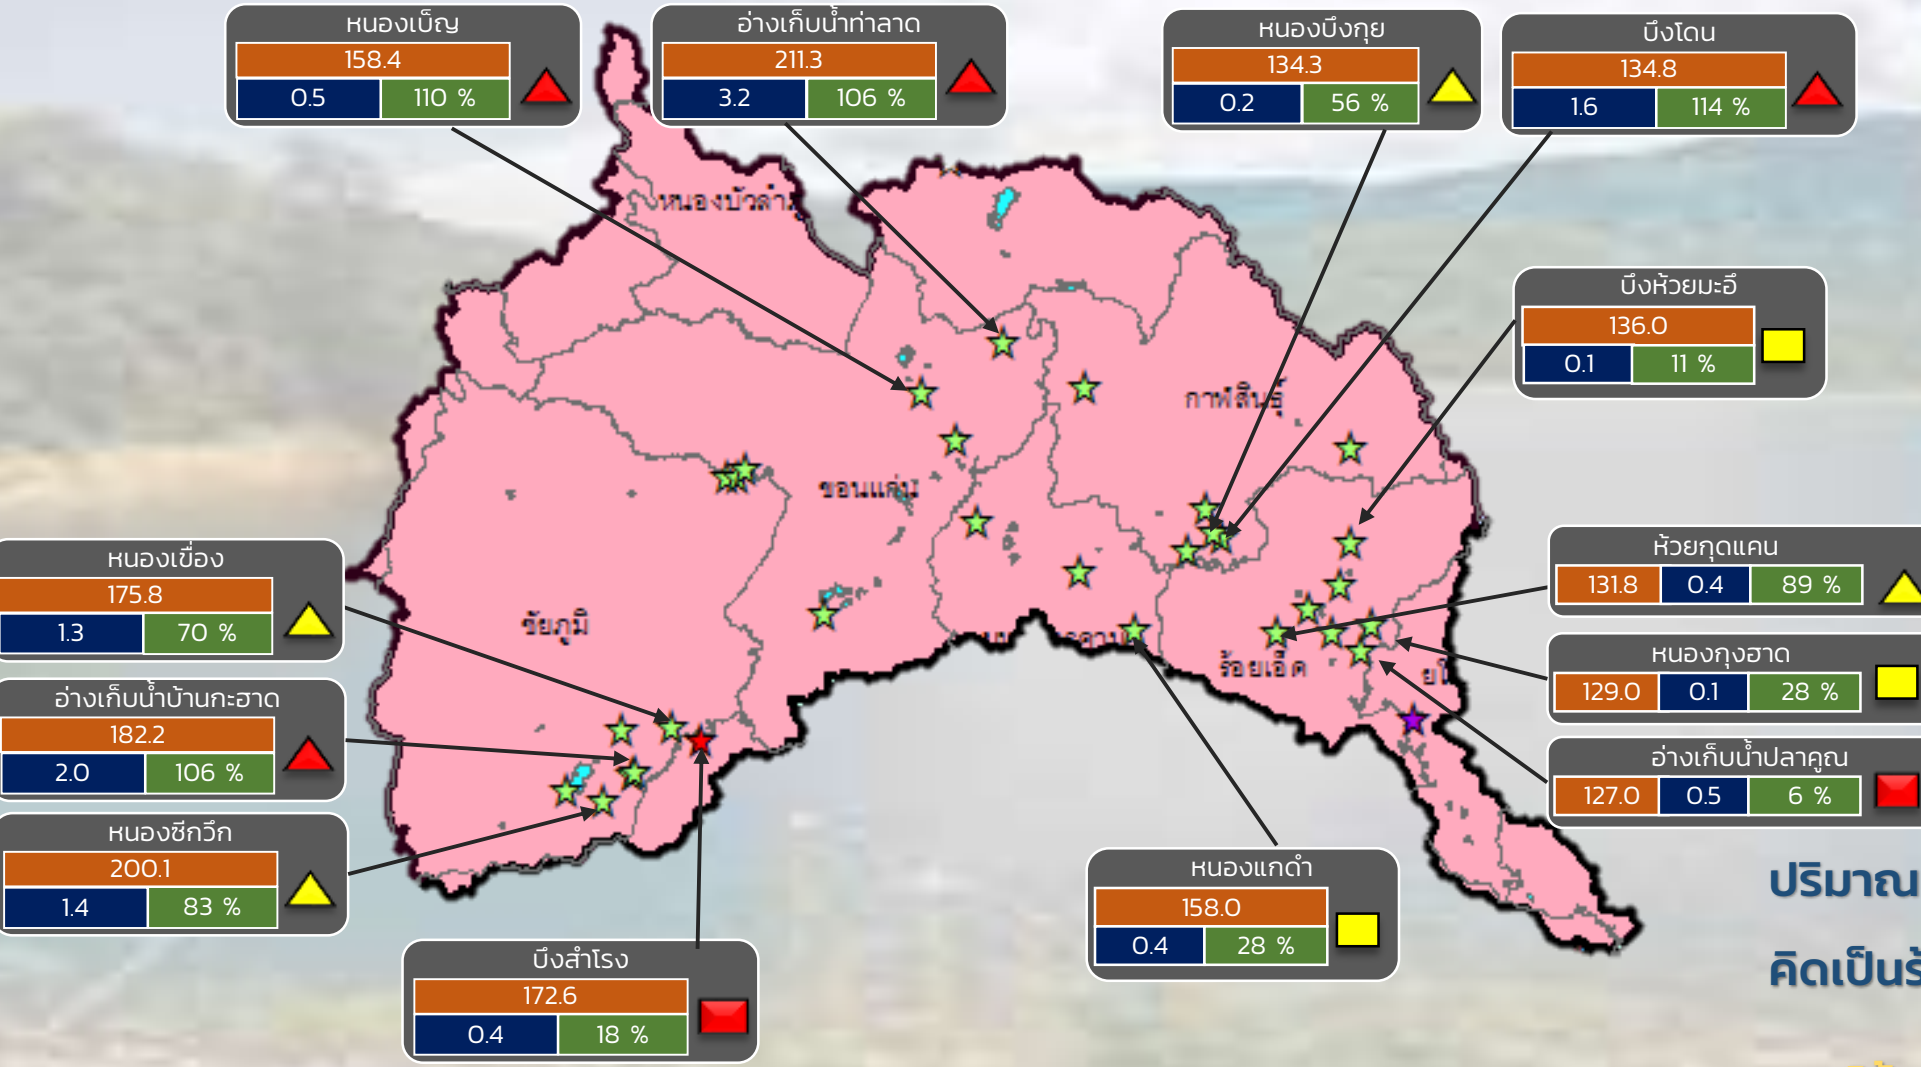 หนองเบ็ญ
158.4
0.5 110 %
อ่างเก็บน้ำท่าลาด
211.3
3.2 106 %
หนองบึงกุย
134.3
0.2 56 %
บึงโดน
134.8
1.6 114 %
หนองบัวลำภู
บึงห้วยมะอึ
136.0
0.1 11 %
กาฬสินธุ์
ขอนแก่น
หนองเขื่อง
175.8
1.3 70 %
ชัยภูมิ
ห้วยกุดแคน
131.8 0.4 89 %
ร้อยเอ็ด
หนองกุงฮาด
129.0 0.1 28 %
อ่างเก็บน้ำบ้านกะฮาด
182.2
2.0 106 %
อ่างเก็บน้ำปลาคูณ
127.0 0.5 6 %
หนองซีกวึก
200.1
1.4 83 %
หนองแกดำ
158.0
0.4 28 %
บึงสำโรง
172.6
0.4 18 %
ปริมาณ
คิดเป็นร้